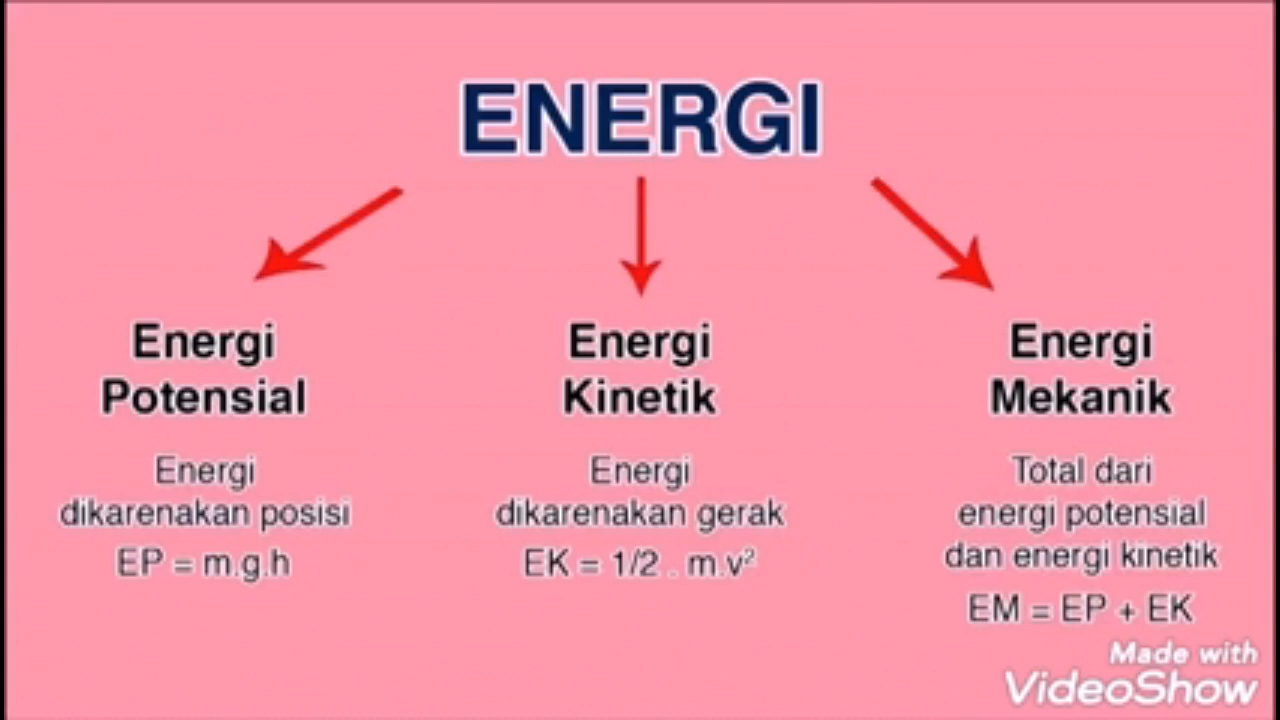 ENERGI
Energi
Potensial
Energi
dikarenakan posisi
EP = m.g.h
Energi
Kinetik
Energi
dikarenakan gerak
EK = 1/2 . m.v²
Energi
Mekanik
Total dari
energi potensial
dan energi kinetik
EM = EP + EK
Made with
VideoShow